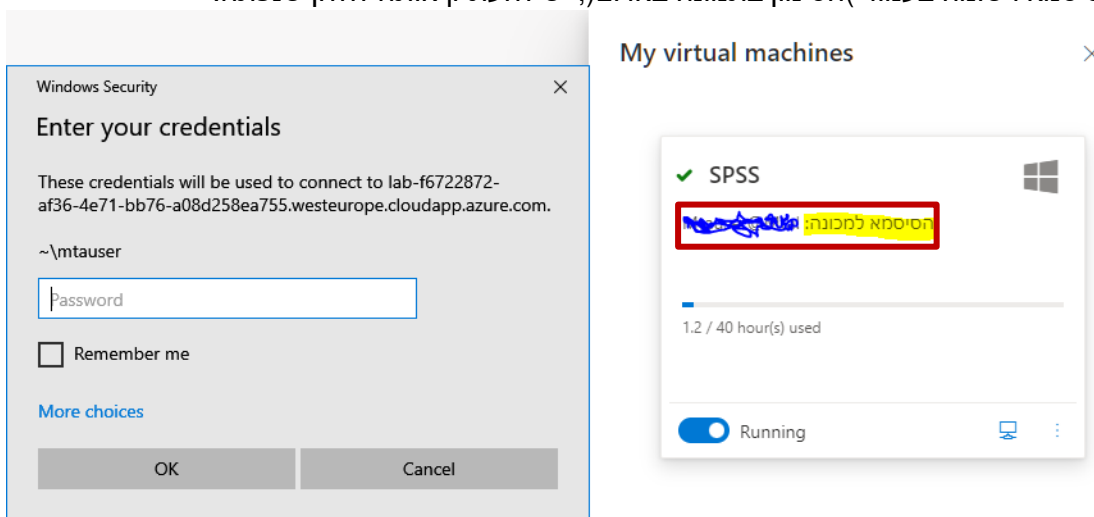 My virtual machines
Windows Security
Enter your credentials
These credentials will be used to connect to lab-f6722872-
af36-4e71-bb76-a08d258ea755.westeurope.cloudapp.azure.com.
~\mtauser
Password
Remember me
More choices
OK
Cancel
SPSS
הסיסמא למכונה:
1.2 / 40 hour(s) used
Running